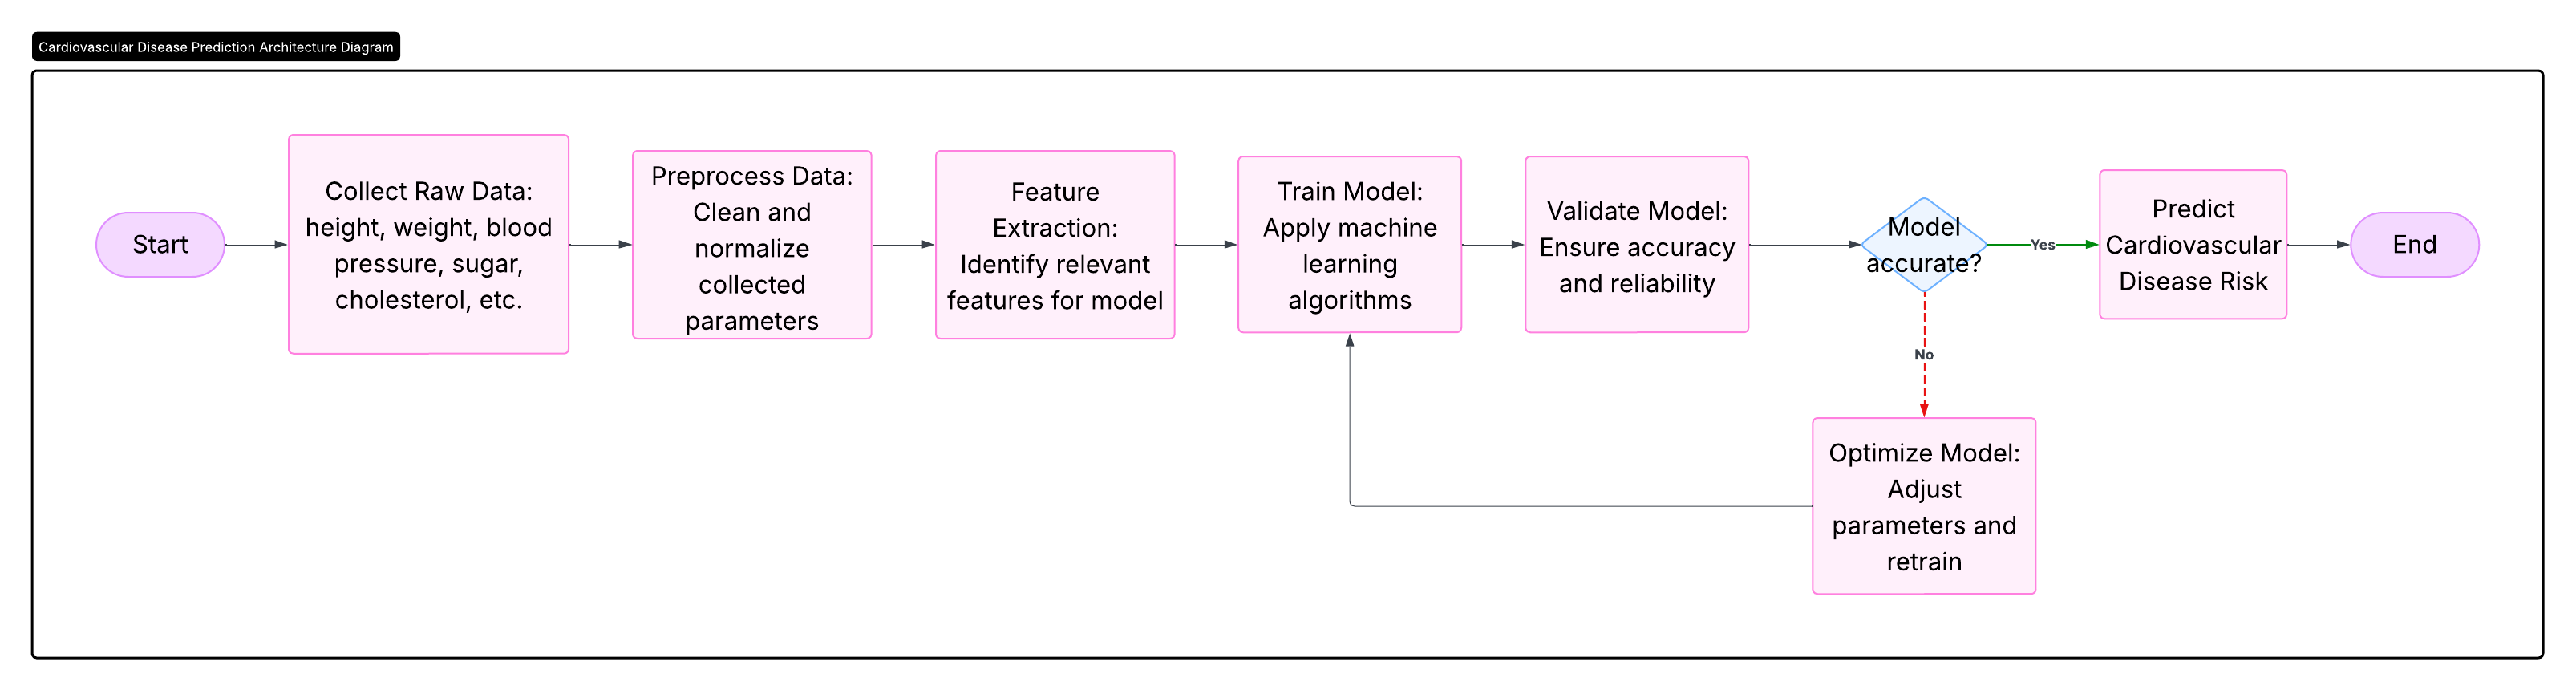 Cardiovascular Disease Prediction Architecture Diagram
Start
Collect Raw Data:
height, weight, blood
pressure, sugar,
cholesterol, etc.
Preprocess Data:
Clean and
normalize
collected
parameters
Feature
Extraction:
Identify relevant
features for model
Train Model:
Apply machine
learning
algorithms
Validate Model:
Ensure accuracy
and reliability
Model
accurate?
Yes
Predict
Cardiovascular
Disease Risk
End
No
Optimize Model:
Adjust
parameters and
retrain